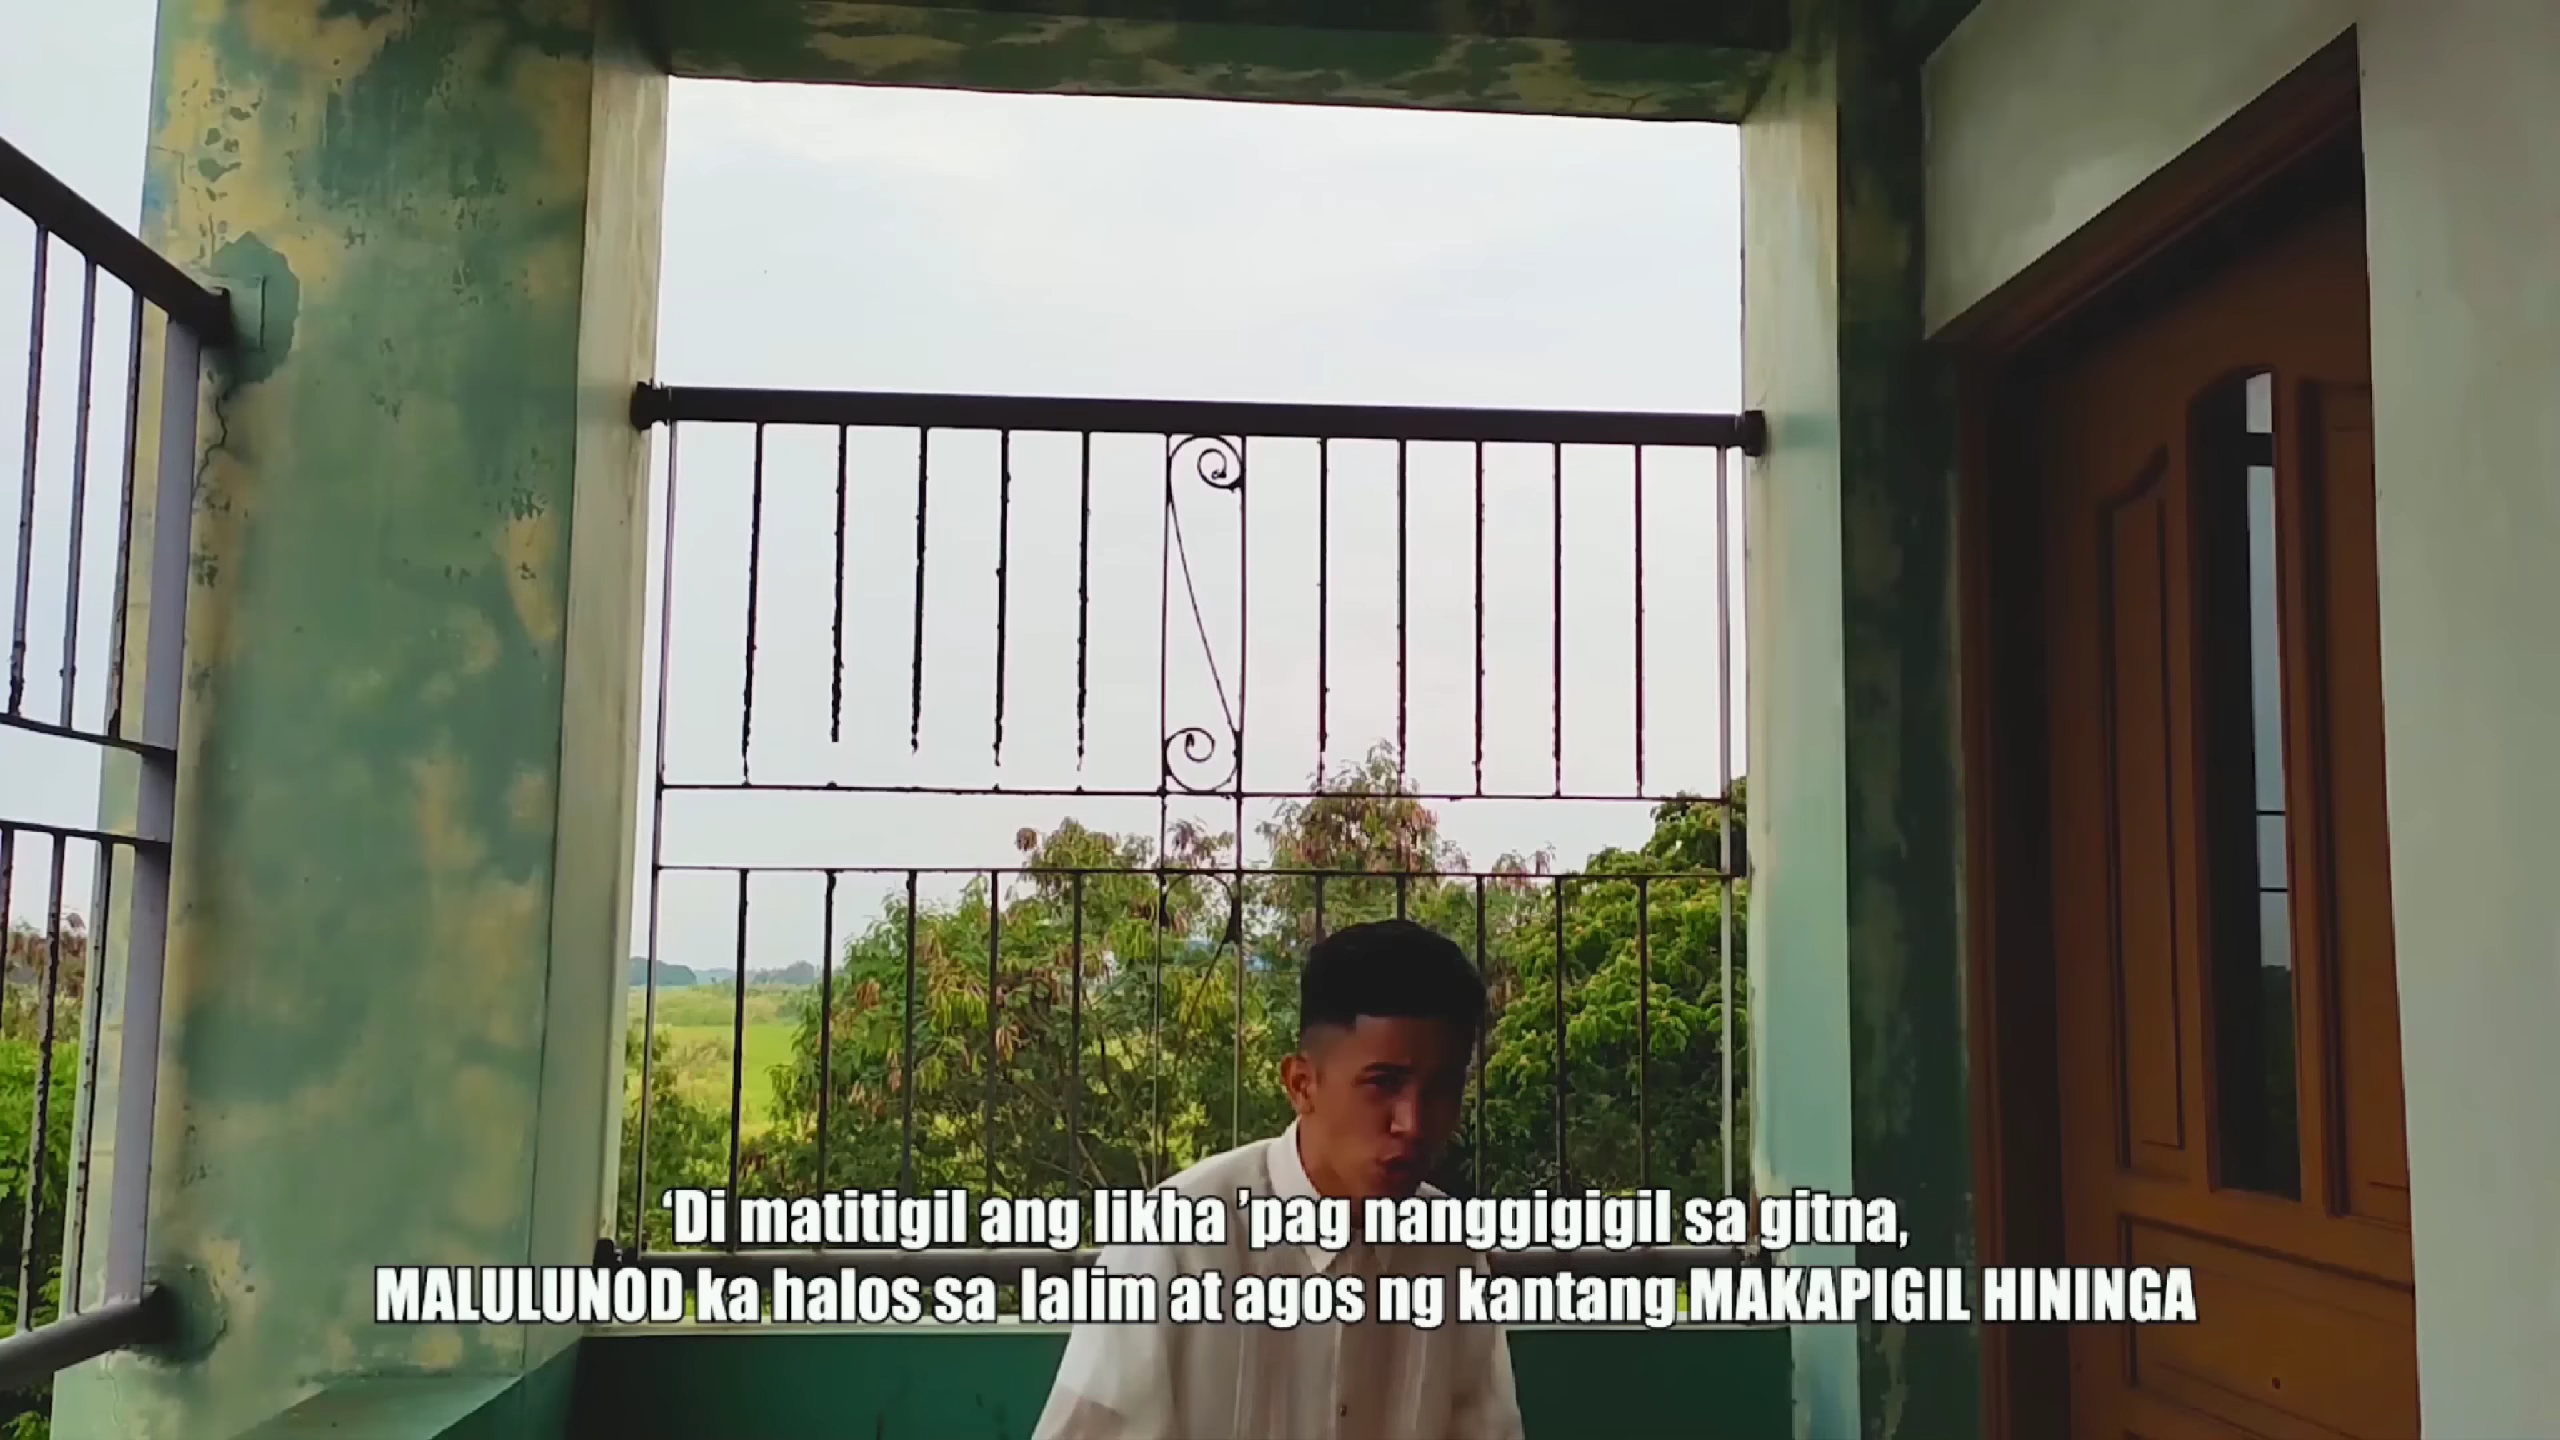 ‘Di matitigil ang likha ’pag nanggigigil sa gitna,
MALULUNOD ka halos sa lalim at agos ng kantang MAKAPIGIL HININGA